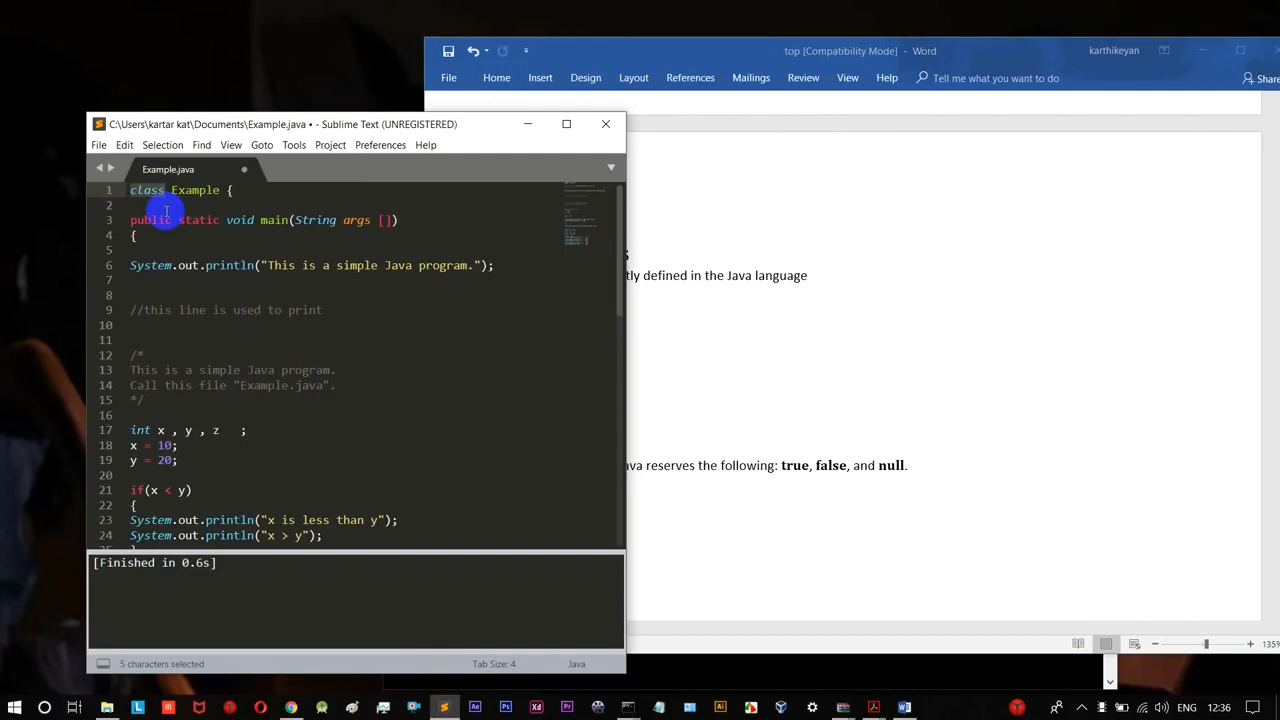 top [Compatibility Mode] - Word
karthikeyan
File Home Insert Design Layout References Mailings Review View Help Tell me what you want to do Share
C:\Users\kartar kat\Documents\Example.java • - Sublime Text (UNREGISTERED)
File Edit Selection Find View Goto Tools Project Preferences Help
Example.java
1 class Example {
2
3 public static void main(String args [])
4 {
5
6 System.out.println("This is a simple Java program.");
7
8
9 //this line is used to print
10
11
12 /*
13 This is a simple Java program.
14 Call this file "Example.java".
15 */
16
17 int x , y , z ;
18 x = 10;
19 y = 20;
20
21 if(x < y)
22 {
23 System.out.println("x is less than y");
24 System.out.println("x > y");
25 }
[Finished in 0.6s]
5 characters selected
Tab Size: 4
Java
tly defined in the Java language
ava reserves the following: true, false, and null.
135%
ENG 12:36